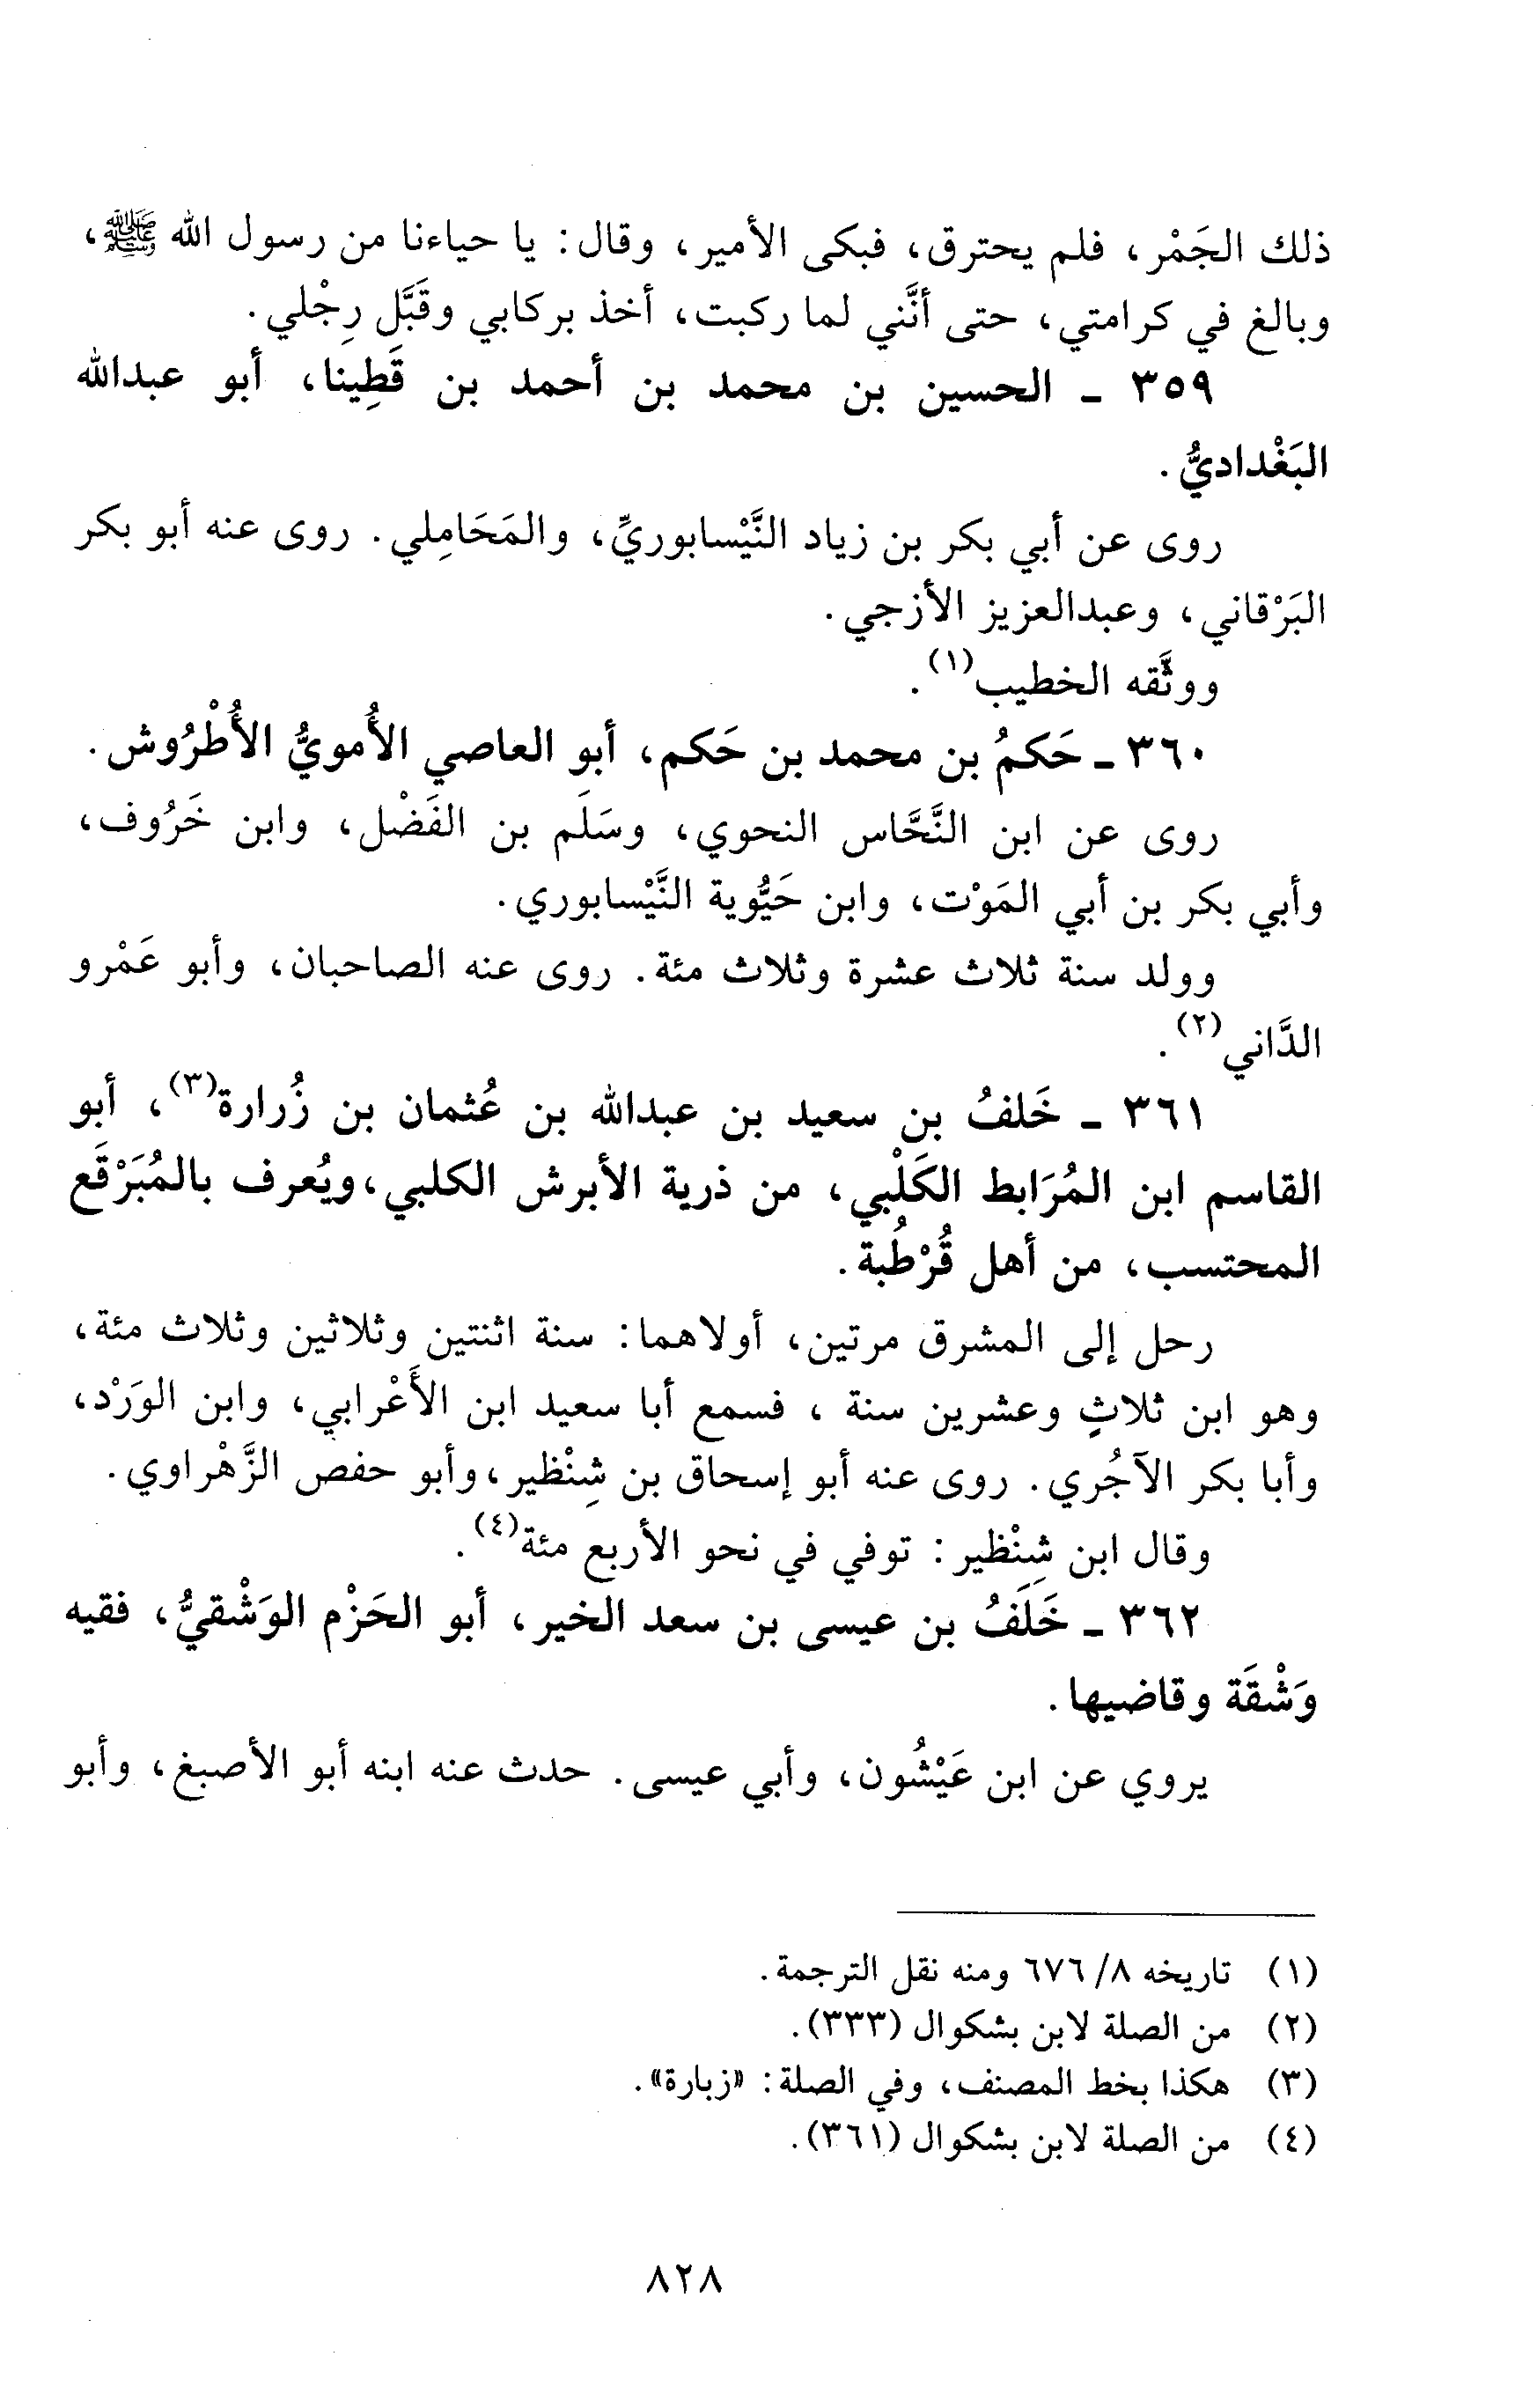 ذلك الجَمْر، فلم يحترق، فبكى الأمير، وقال: يا حياءنا من رسول الله ﷺ،
وبالغ في كرامتي، حتى أنَّني لما ركبت، أخذ بركابي وقَبَّل رِجْلي.
٣٥٩ ـ الحسين بن محمد بن أحمد بن قَطِينا، أبو عبدالله
البَغْداديُّ.
روى عن أبي بكر بن زياد النَّيْسابوريِّ، والمَحَامِلي. روى عنه أبو بكر
البَرْقاني، وعبدالعزيز الأزجي.
ووثَّقه الخطيب(١).
٣٦٠ ـ حَكمُ بن محمد بن حَكم، أبو العاصي الأُمويُّ الأُطْرُوش.
روى عن ابن النَّحَّاس النحوي، وسَلَم بن الفَضْل، وابن خَرُوف،
وأبي بكر بن أبي المَوْت، وابن حَيُّوية النَّيْسابوري.
وولد سنة ثلاث عشرة وثلاث مئة. روى عنه الصاحبان، وأبو عَمْرو
الدَّاني(٢).
٣٦١ ـ خَلفُ بن سعيد بن عبدالله بن عُثمان بن زُرارة(٣)، أبو
القاسم ابن المُرَابط الكَلْبي، من ذرية الأبرش الكلبي،ويُعرف بالمُبَرْقَع
المحتسب، من أهل قُرْطُبة.
رحل إلى المشرق مرتين، أولاهما: سنة اثنتين وثلاثين وثلاث مئة،
وهو ابن ثلاثٍ وعشرين سنة ، فسمع أبا سعيد ابن الأَعْرابي، وابن الوَرْد،
وأبا بكر الآجُري. روى عنه أبو إسحاق بن شِنْظير،وأبو حفص الزَّهْراوي.
وقال ابن شِنْظير: توفي في نحو الأربع مئة(٤).
٣٦٢ ـ خَلَفُ بن عيسى بن سعد الخير، أبو الحَزْم الوَشْقيُّ، فقيه
وَشْقَة وقاضيها.
يروي عن ابن عَيْشُون، وأبي عيسى. حدث عنه ابنه أبو الأصبغ، وأبو
(١) تاريخه ٨/ ٦٧٦ ومنه نقل الترجمة.
(٢) من الصلة لابن بشكوال (٣٣٣).
(٣) هكذا بخط المصنف، وفي الصلة: «زبارة».
(٤) من الصلة لابن بشكوال (٣٦١).
٨٢٨